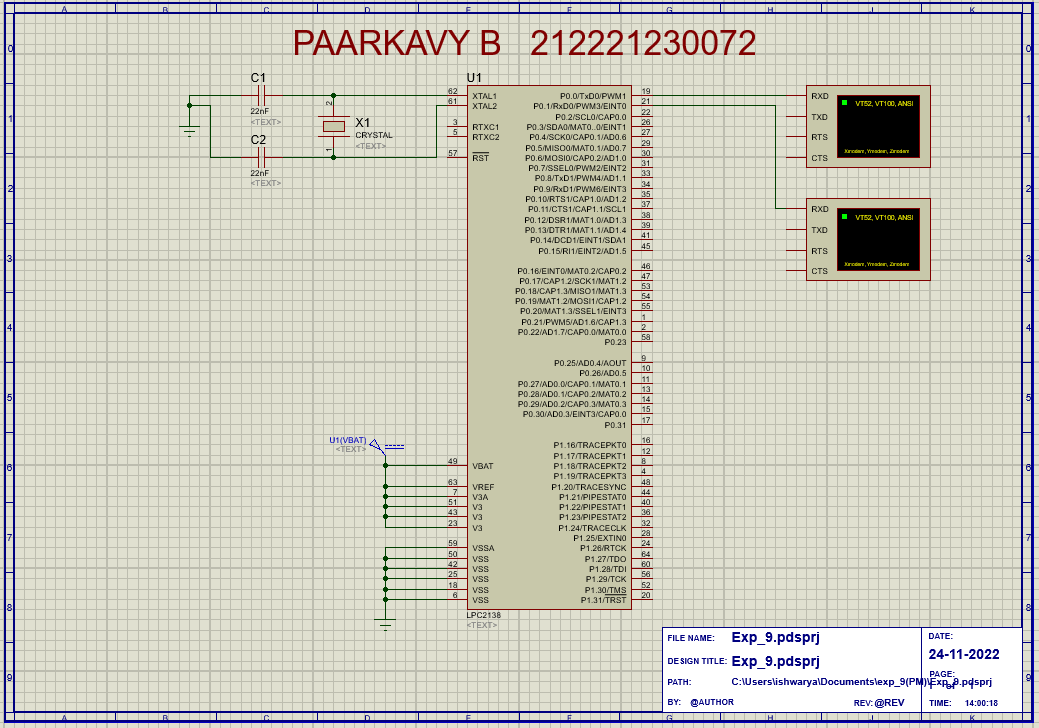 A B C D E F G H J K
PAARKAVY B 212221230072
0 0
C1
22nF
<TEXT>
C2
22nF
<TEXT>
X1
CRYSTAL
<TEXT>
2
1
U1
62 XTAL1
61 XTAL2
3 RTXC1
5 RTXC2
57 RST
P0.0/TxD0/PWM1 19
P0.1/RxD0/PWM3/EINT0 21
P0.2/SCL0/CAP0.0 22
P0.3/SDA0/MAT0..0/EINT1 26
P0.4/SCK0/CAP0.1/AD0.6 27
P0.5/MISO0/MAT0.1/AD0.7 29
P0.6/MOSI0/CAP0.2/AD1.0 30
P0.7/SSEL0/PWM2/EINT2 31
P0.8/TxD1/PWM4/AD1.1 33
P0.9/RxD1/PWM6/EINT3 34
P0.10/RTS1/CAP1.0/AD1.2 35
P0.11/CTS1/CAP1.1/SCL1 37
P0.12/DSR1/MAT1.0/AD1.3 38
P0.13/DTR1/MAT1.1/AD1.4 39
P0.14/DCD1/EINT1/SDA1 41
P0.15/RI1/EINT2/AD1.5 45
P0.16/EINT0/MAT0.2/CAP0.2 46
P0.17/CAP1.2/SCK1/MAT1.2 47
P0.18/CAP1.3/MISO1/MAT1.3 53
P0.19/MAT1.2/MOSI1/CAP1.2 54
P0.20/MAT1.3/SSEL1/EINT3 55
P0.21/PWM5/AD1.6/CAP1.3 1
P0.22/AD1.7/CAP0.0/MAT0.0 2
P0.23 58
P0.25/AD0.4/AOUT 9
P0.26/AD0.5 10
P0.27/AD0.0/CAP0.1/MAT0.1 11
P0.28/AD0.1/CAP0.2/MAT0.2 13
P0.29/AD0.2/CAP0.3/MAT0.3 14
P0.30/AD0.3/EINT3/CAP0.0 15
P0.31 17
P1.16/TRACEPKT0 16
P1.17/TRACEPKT1 12
P1.18/TRACEPKT2 8
P1.19/TRACEPKT3 4
P1.20/TRACESYNC 48
P1.21/PIPESTAT0 44
P1.22/PIPESTAT1 40
P1.23/PIPESTAT2 36
P1.24/TRACECLK 32
P1.25/EXTIN0 28
P1.26/RTCK 24
P1.27/TDO 64
P1.28/TDI 60
P1.29/TCK 56
P1.30/TMS 52
P1.31/TRST 20
U1(VBAT)
<TEXT>
49 VBAT
63 VREF
7 V3A
51 V3
43 V3
23 V3
59 VSSA
50 VSS
42 VSS
25 VSS
18 VSS
6 VSS
LPC2138
<TEXT>
RXD
TXD
RTS
CTS
VT52, VT100, ANSI
Xmodem, Ymodem, Zmodem
RXD
TXD
RTS
CTS
VT52, VT100, ANSI
Xmodem, Ymodem, Zmodem
1 1
2 2
3 3
4 4
5 5
6 6
7 7
8 8
9 9
FILE NAME: Exp_9.pdsprj
DESIGN TITLE: Exp_9.pdsprj
PATH: C:\Users\ishwarya\Documents\exp_9(PM)\Exp_9.pdsprj
BY: @AUTHOR REV: @REV
DATE:
24-11-2022
PAGE:
TIME: 14:00:18
A B C D E F G H J K